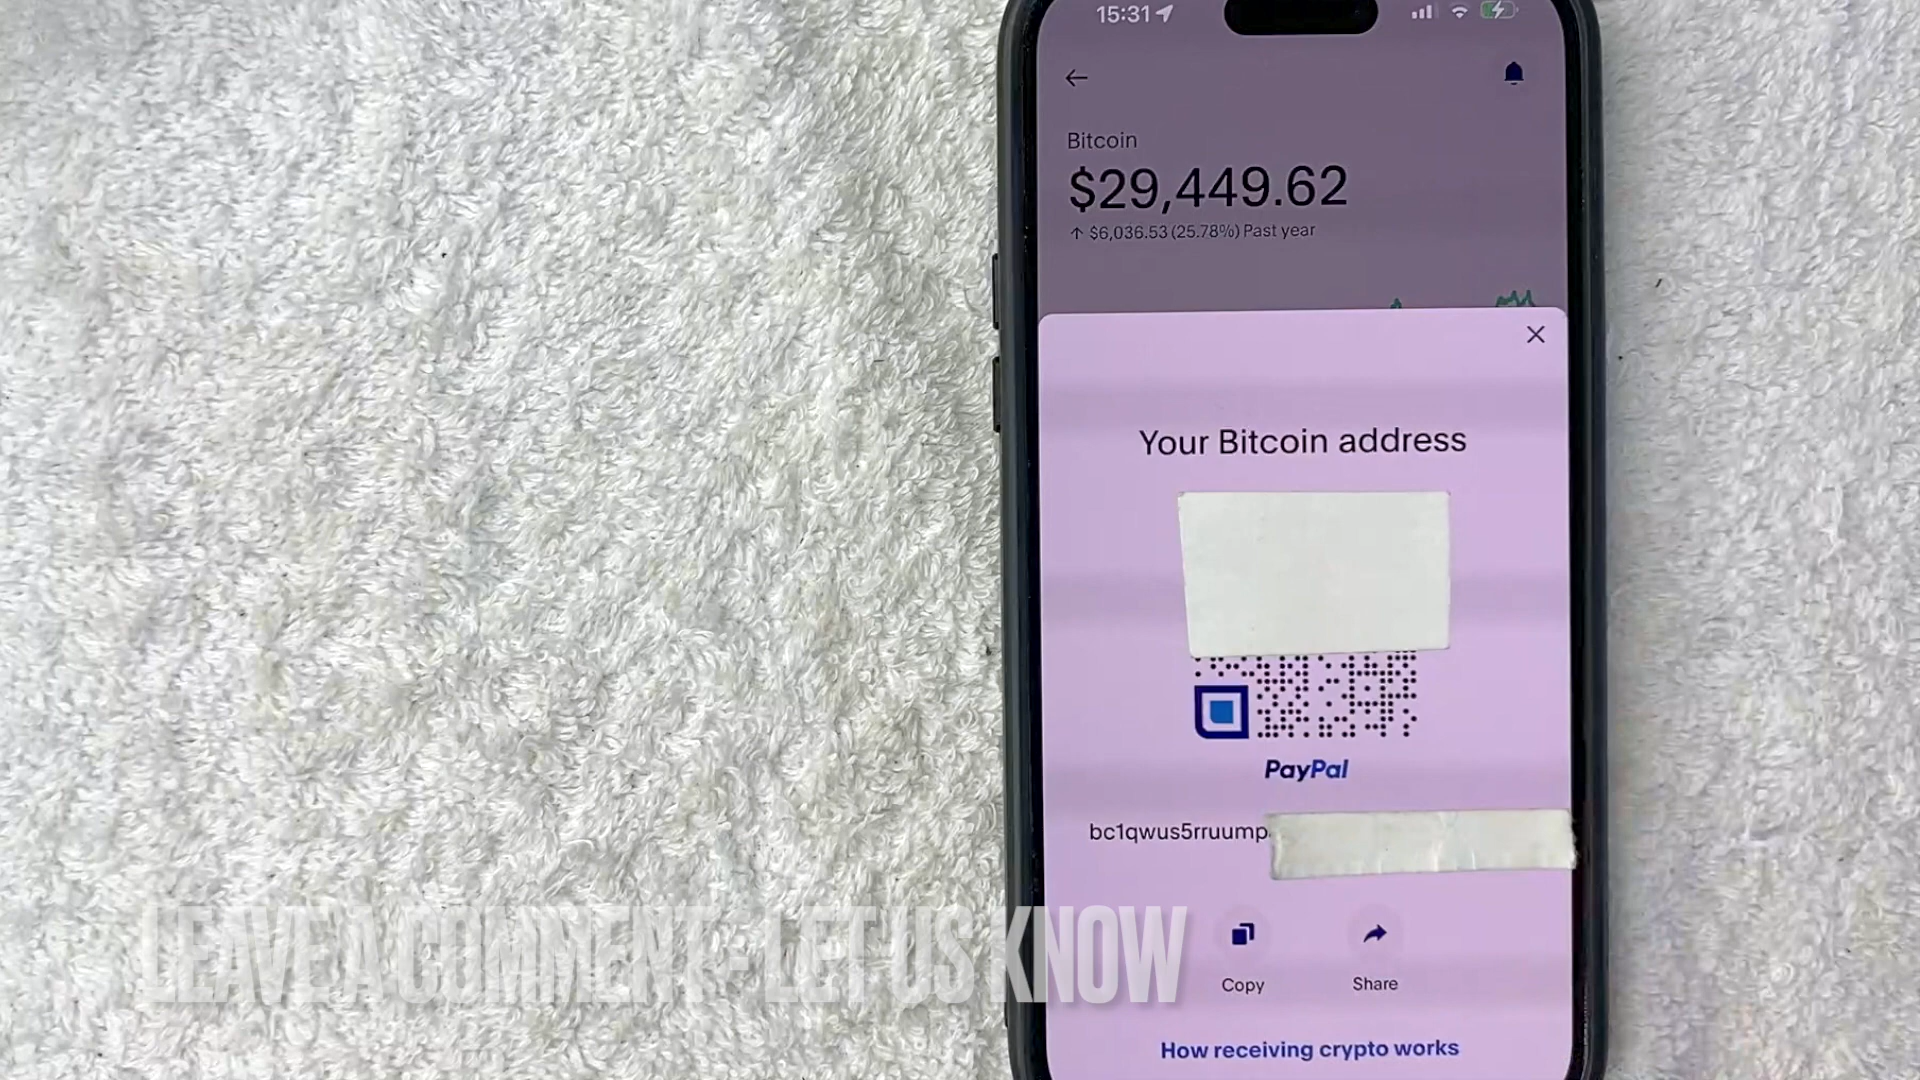 15:31
Bitcoin
$29,449.62
↑ $6,036.53 (25.78%) Past year
Your Bitcoin address
PayPal
bc1qwus5rruump
LEAVE A COMMENT - LET US KNOW
Copy Share
How receiving crypto works